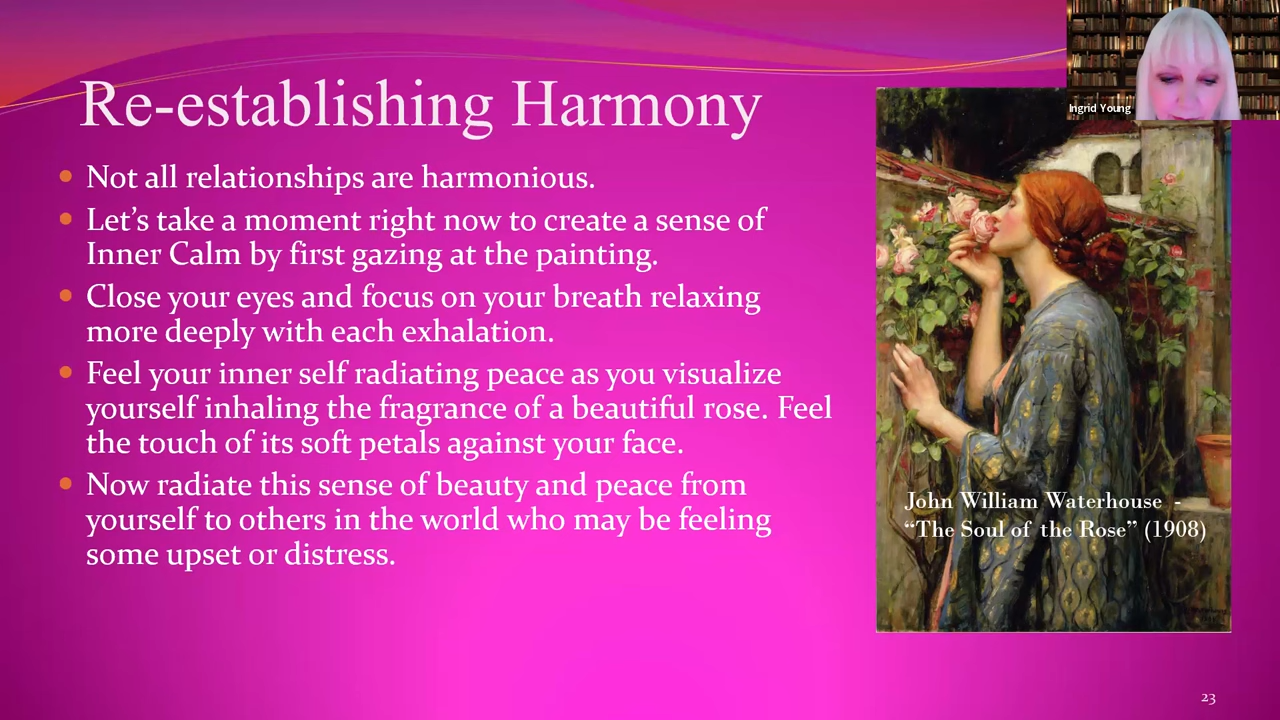 Re-establishing Harmony
Ingrid Young
• Not all relationships are harmonious.
• Let’s take a moment right now to create a sense of
Inner Calm by first gazing at the painting.
• Close your eyes and focus on your breath relaxing
more deeply with each exhalation.
• Feel your inner self radiating peace as you visualize
yourself inhaling the fragrance of a beautiful rose. Feel
the touch of its soft petals against your face.
• Now radiate this sense of beauty and peace from
yourself to others in the world who may be feeling
some upset or distress.
John William Waterhouse -
“The Soul of the Rose” (1908)
23